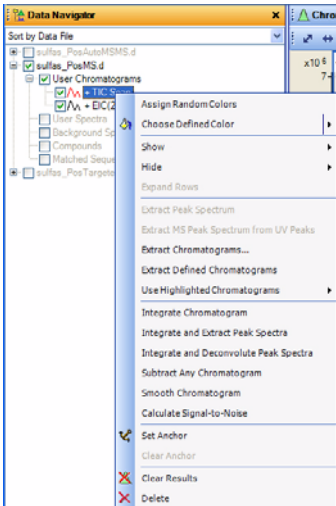 Data Navigator
Chro
Sort by Data File
x10 6
7
sulfas_PosAutoMSMS.d
sulfas_PosMS.d
User Chromatograms
+ TIC Scan
+ EIC(2
User Spectra
Background Sp
Compounds
Matched Seque
sulfas_PosTargete
Assign Random Colors
Choose Defined Color
Show
Hide
Expand Rows
Extract Peak Spectrum
Extract MS Peak Spectrum from UV Peaks
Extract Chromatograms...
Extract Defined Chromatograms
Use Highlighted Chromatograms
Integrate Chromatogram
Integrate and Extract Peak Spectra
Integrate and Deconvolute Peak Spectra
Subtract Any Chromatogram
Smooth Chromatogram
Calculate Signal-to-Noise
Set Anchor
Clear Anchor
Clear Results
Delete